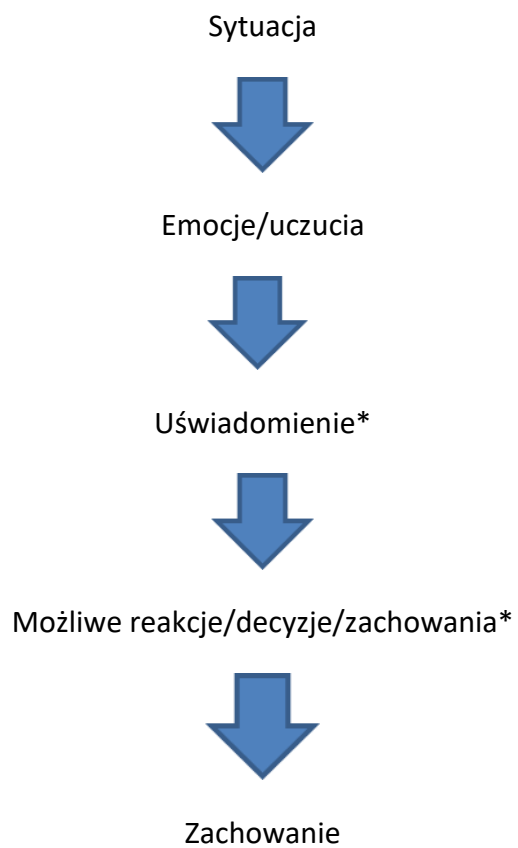 Sytuacja
Emocje/uczucia
Uświadomienie*
Możliwe reakcje/decyzje/zachowania*
Zachowanie